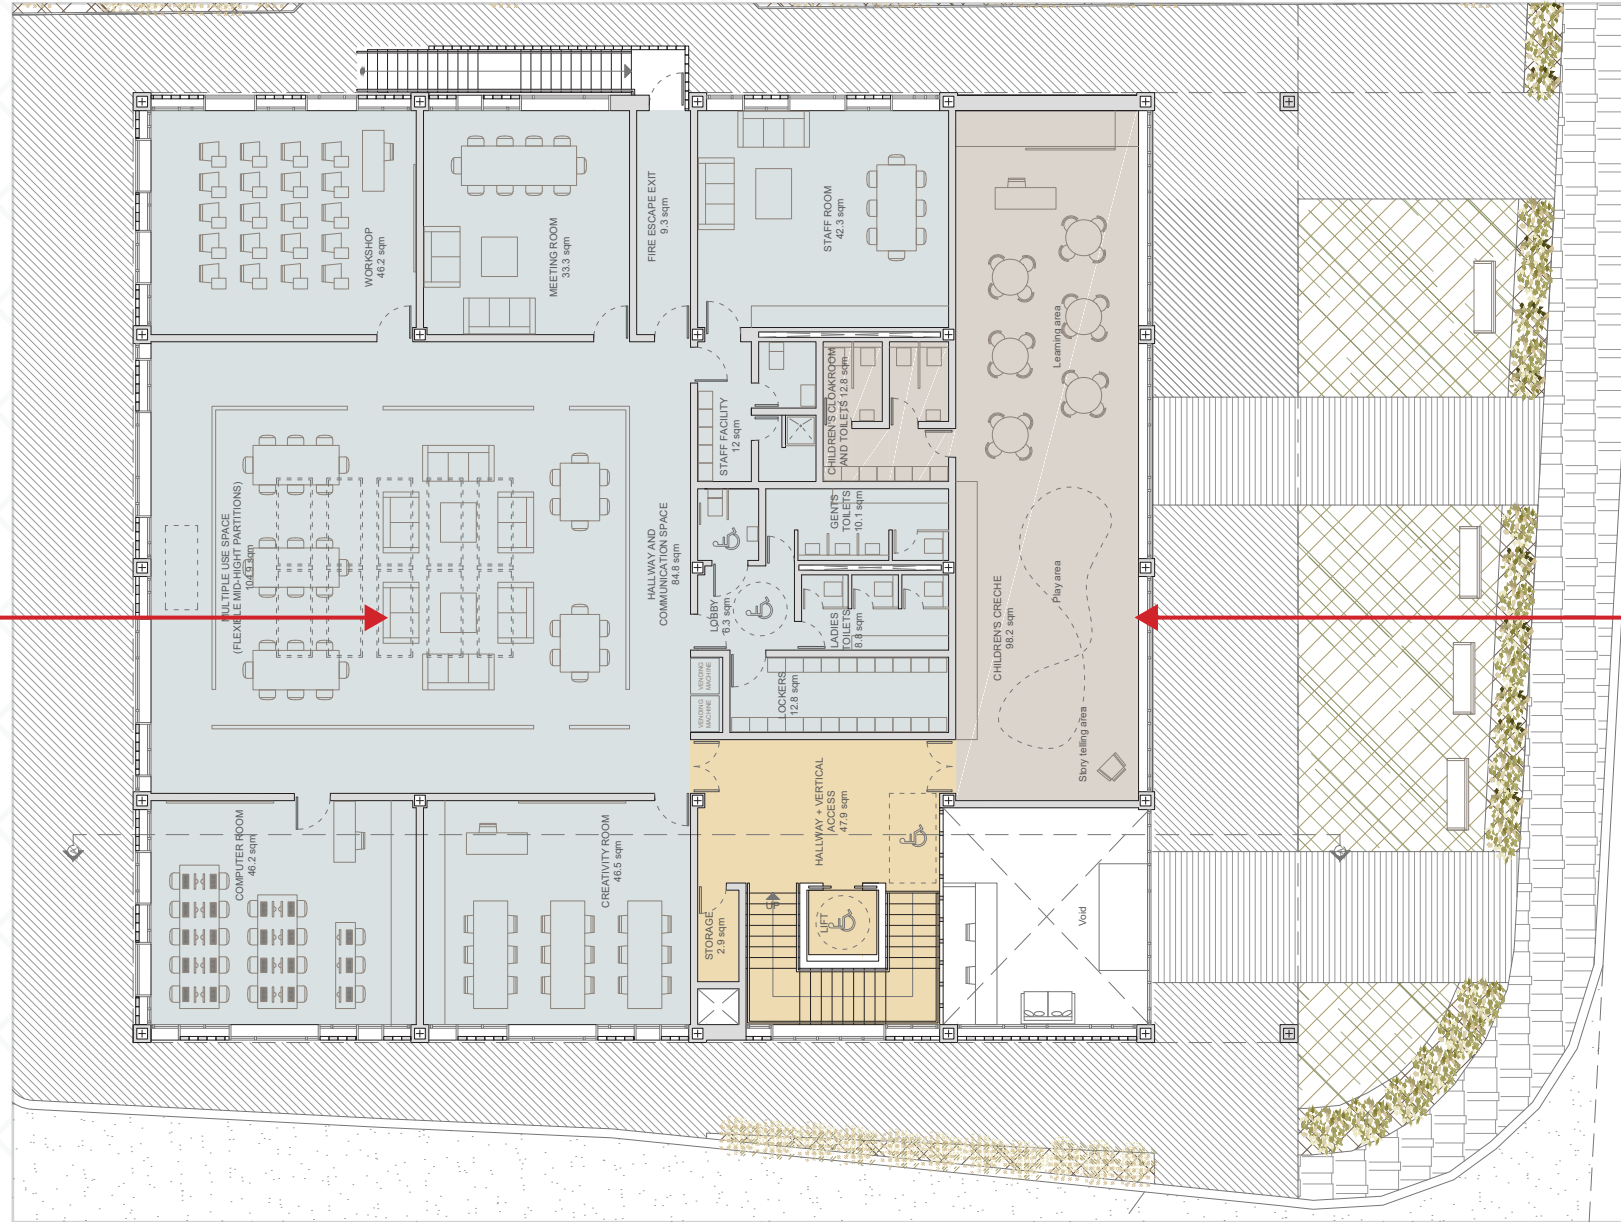 WORKSHOP
46.2 sqm
MEETING ROOM
33.3 sqm
FIRE ESCAPE EXIT
9.3 sqm
STAFF ROOM
42.3 sqm
Learning area
CHILDREN'S CLOAKROOM
AND TOILETS 12.8 sqm
STAFF FACILITY
12 sqm
MULTIPLE USE SPACE
(FLEXIBLE MID-HIGHT PARTITIONS)
104.9 sqm
HALLWAY AND
COMMUNICATION SPACE
84.8 sqm
GENTS
TOILETS
10.1 sqm
LOBBY
6.3 sqm
LADIES
TOILETS
8.8 sqm
CHILDREN'S CRECHE
98.2 sqm
Play area
Story telling area
VENDING
MACHINE
VENDING
MACHINE
LOCKERS
12.8 sqm
COMPUTER ROOM
46.2 sqm
CREATIVITY ROOM
46.5 sqm
HALLWAY + VERTICAL
ACCESS
47.9 sqm
STORAGE
2.9 sqm
LIFT
Void